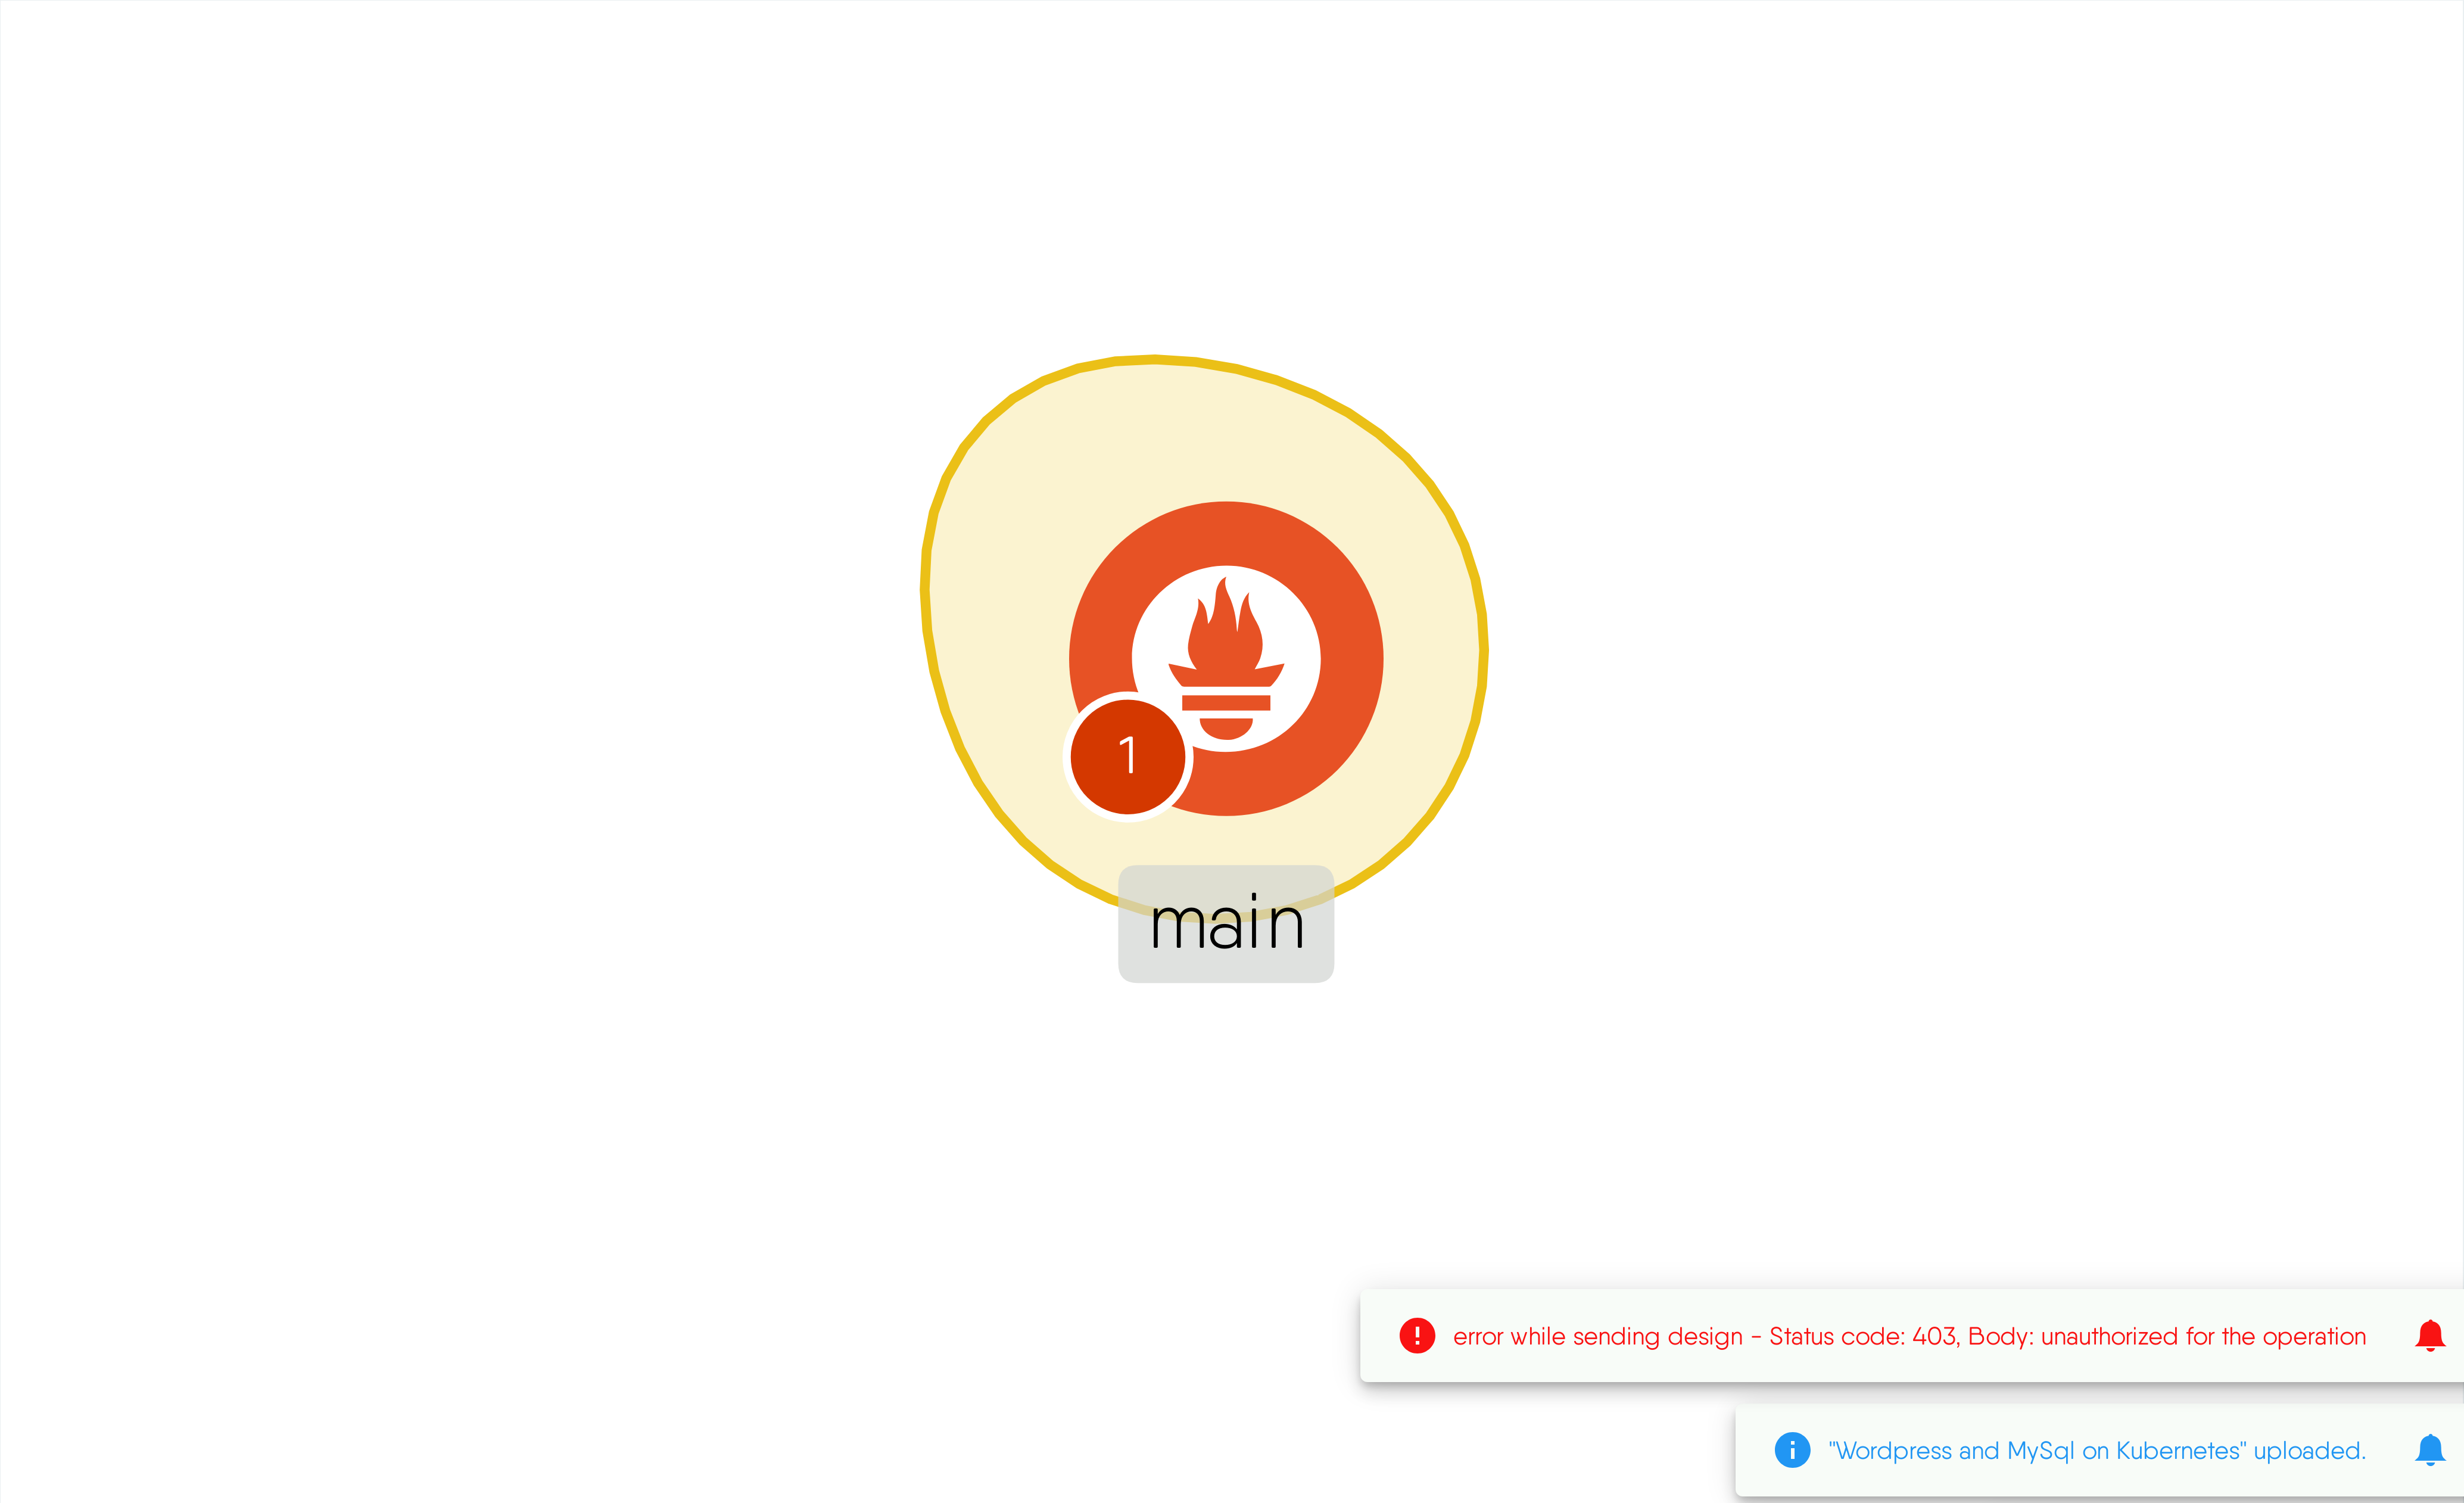 1
main
error while sending design - Status code: 403, Body: unauthorized for the operation
"Wordpress and MySql on Kubernetes" uploaded.